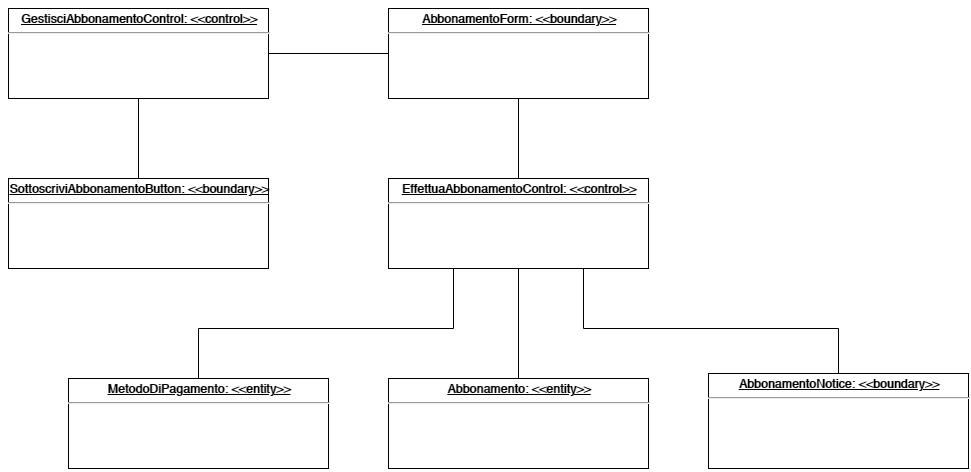 GestisciAbbonamentoControl: <<control>>
AbbonamentoForm: <<boundary>>
SottoscriviAbbonamentoButton: <<boundary>>
EffettuaAbbonamentoControl: <<control>>
MetodoDiPagamento: <<entity>>
Abbonamento: <<entity>>
AbbonamentoNotice: <<boundary>>